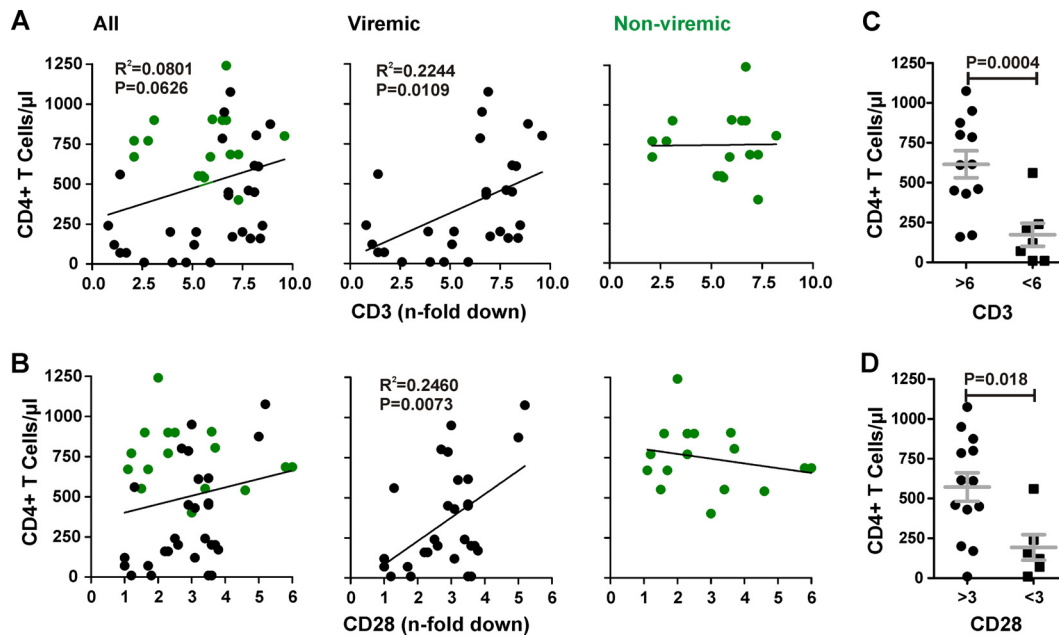 A
All
Viremic
Non-viremic
C
CD4+ T Cells/µl
1250
1000
750
500
250
0
R²=0.0801
P=0.0626
0.0 2.5 5.0 7.5 10.0
R²=0.2244
P=0.0109
0.0 2.5 5.0 7.5 10.0
0.0 2.5 5.0 7.5 10.0
CD3 (n-fold down)
CD4+ T Cells/µl
1250
1000
750
500
250
0
P=0.0004
>6 <6
CD3
B
CD4+ T Cells/µl
1250
1000
750
500
250
0
0 1 2 3 4 5 6
R²=0.2460
P=0.0073
0 1 2 3 4 5 6
0 1 2 3 4 5 6
CD28 (n-fold down)
D
CD4+ T Cells/µl
1250
1000
750
500
250
0
P=0.018
>3 <3
CD28